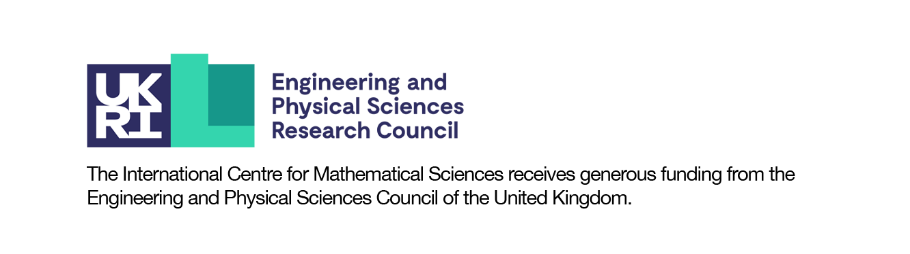 UK
RI
Engineering and
Physical Sciences
Research Council
The International Centre for Mathematical Sciences receives generous funding from the
Engineering and Physical Sciences Council of the United Kingdom.